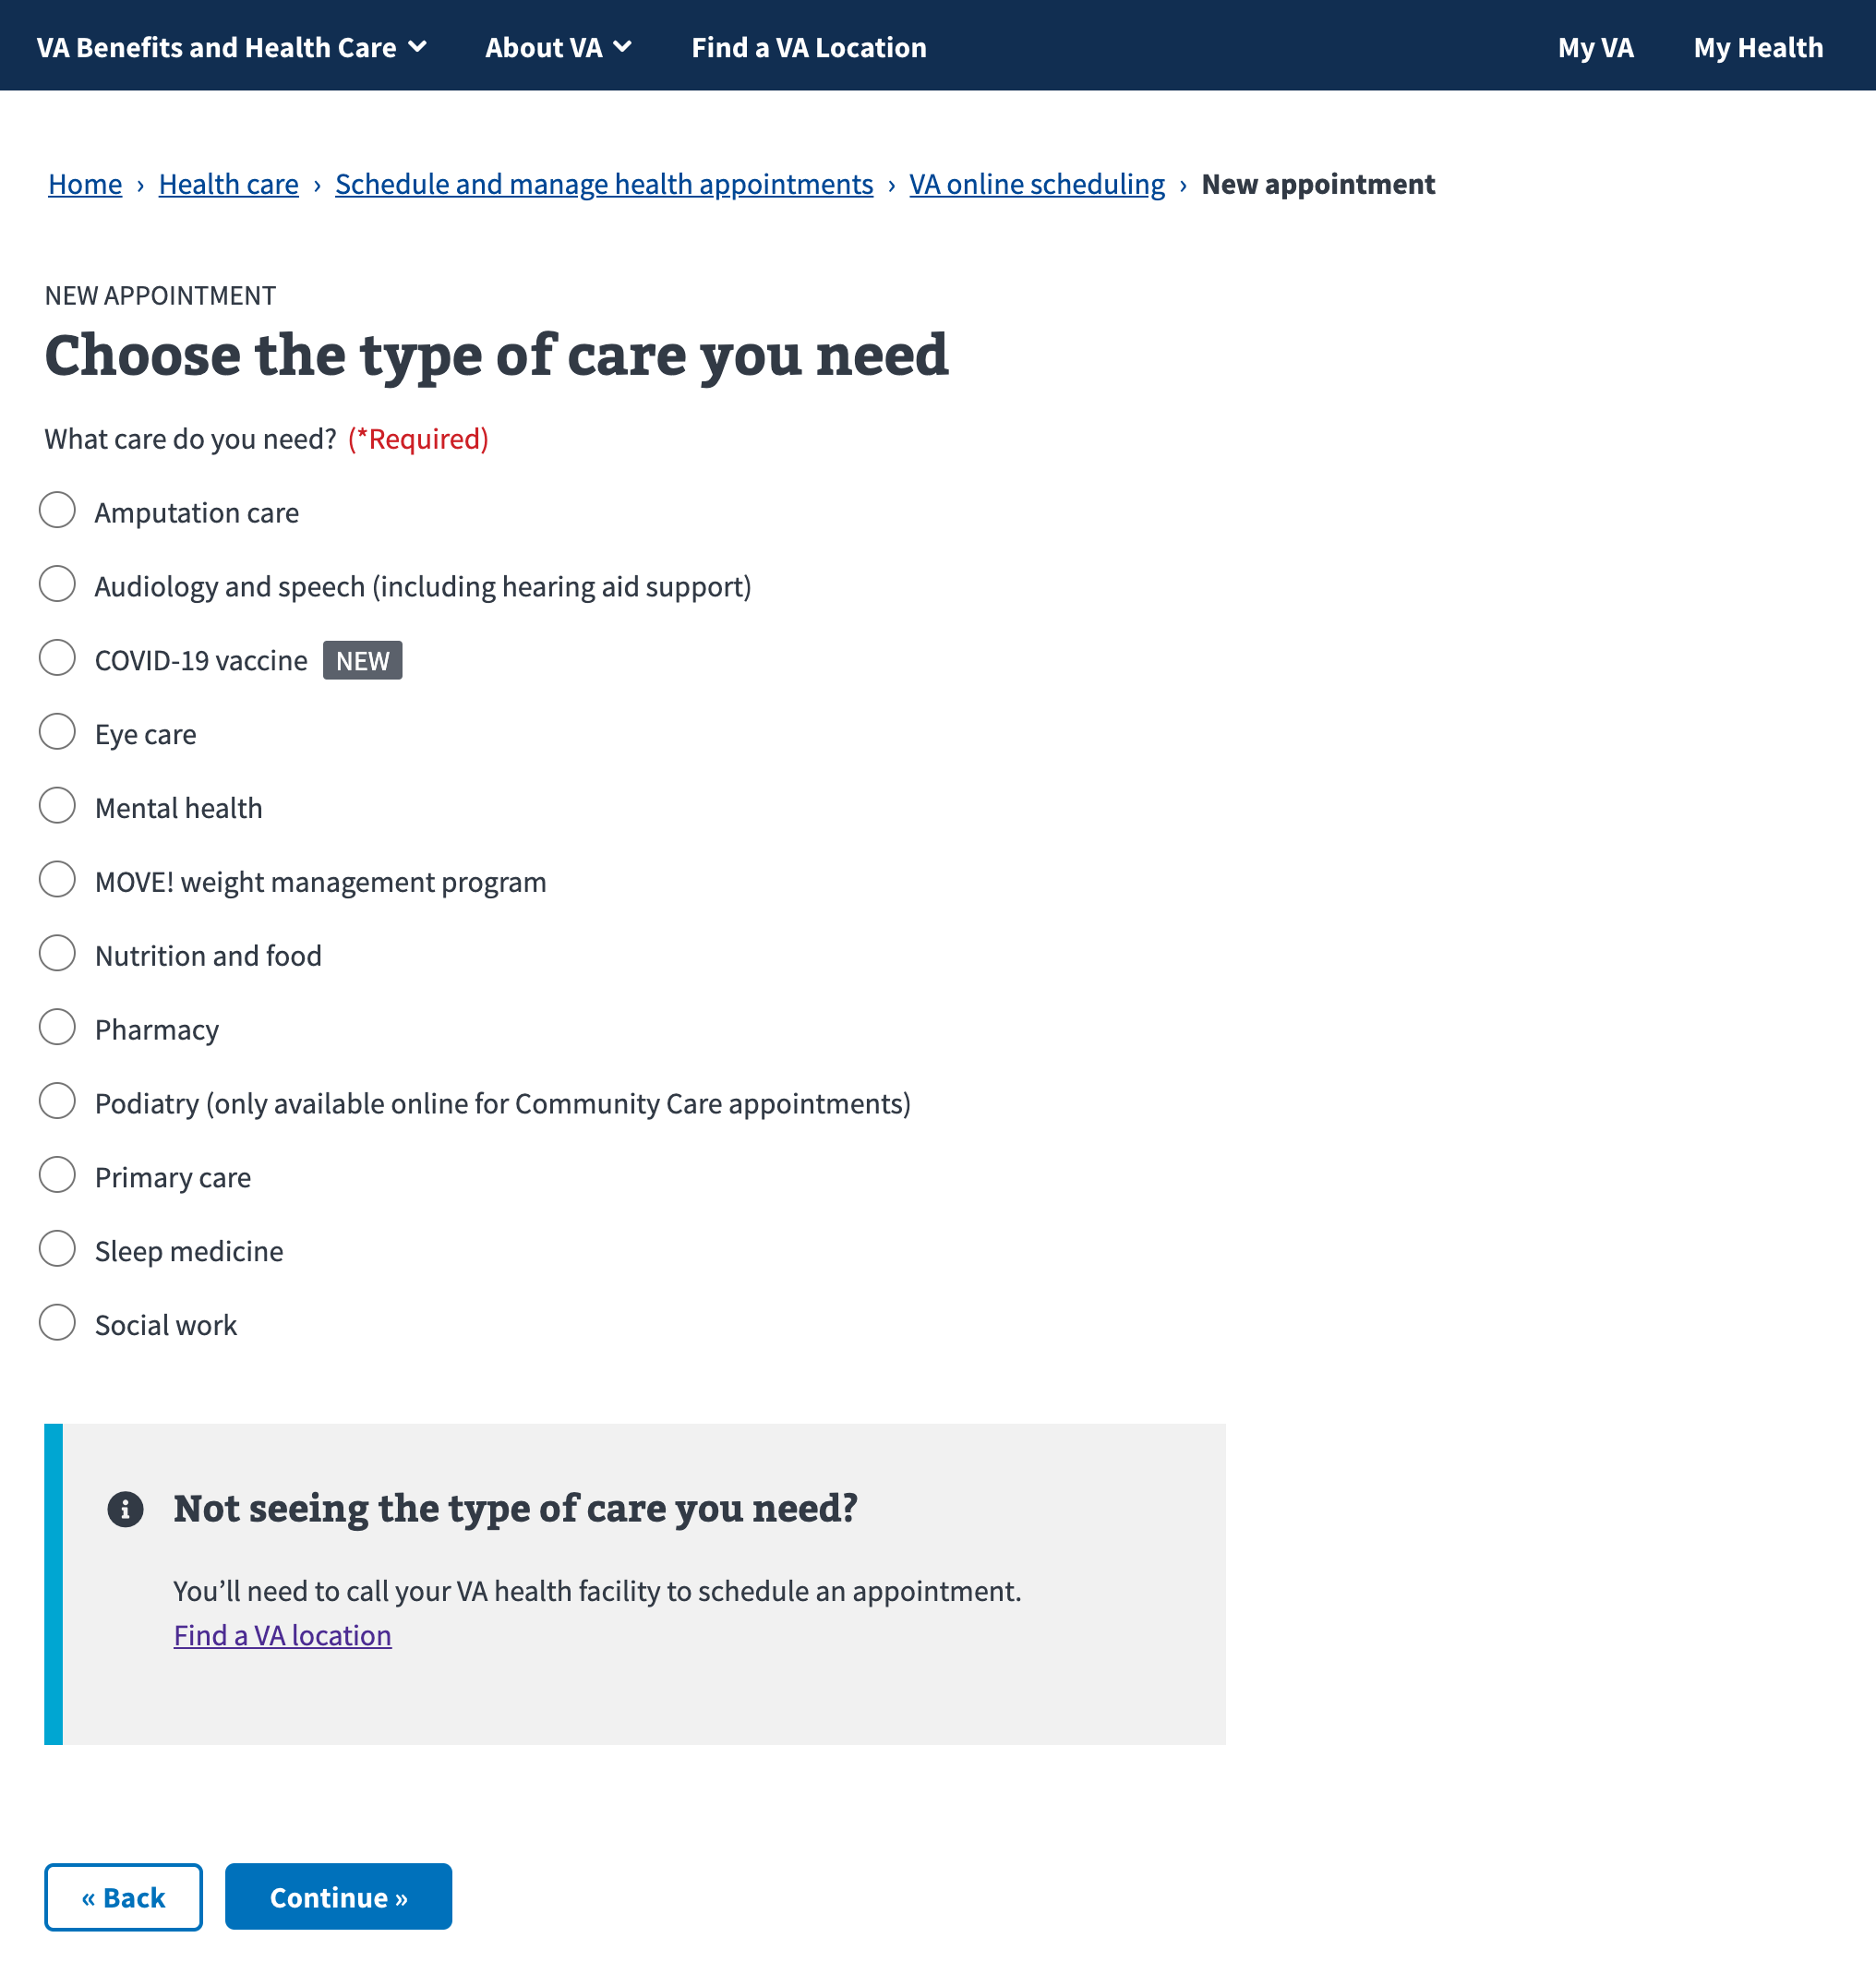 VA Benefits and Health Care About VA Find a VA Location My VA My Health
Home › Health care › Schedule and manage health appointments › VA online scheduling › New appointment
NEW APPOINTMENT
Choose the type of care you need
What care do you need? (*Required)
Amputation care
Audiology and speech (including hearing aid support)
COVID-19 vaccine NEW
Eye care
Mental health
MOVE! weight management program
Nutrition and food
Pharmacy
Podiatry (only available online for Community Care appointments)
Primary care
Sleep medicine
Social work
Not seeing the type of care you need?
You’ll need to call your VA health facility to schedule an appointment.
Find a VA location
« Back Continue »